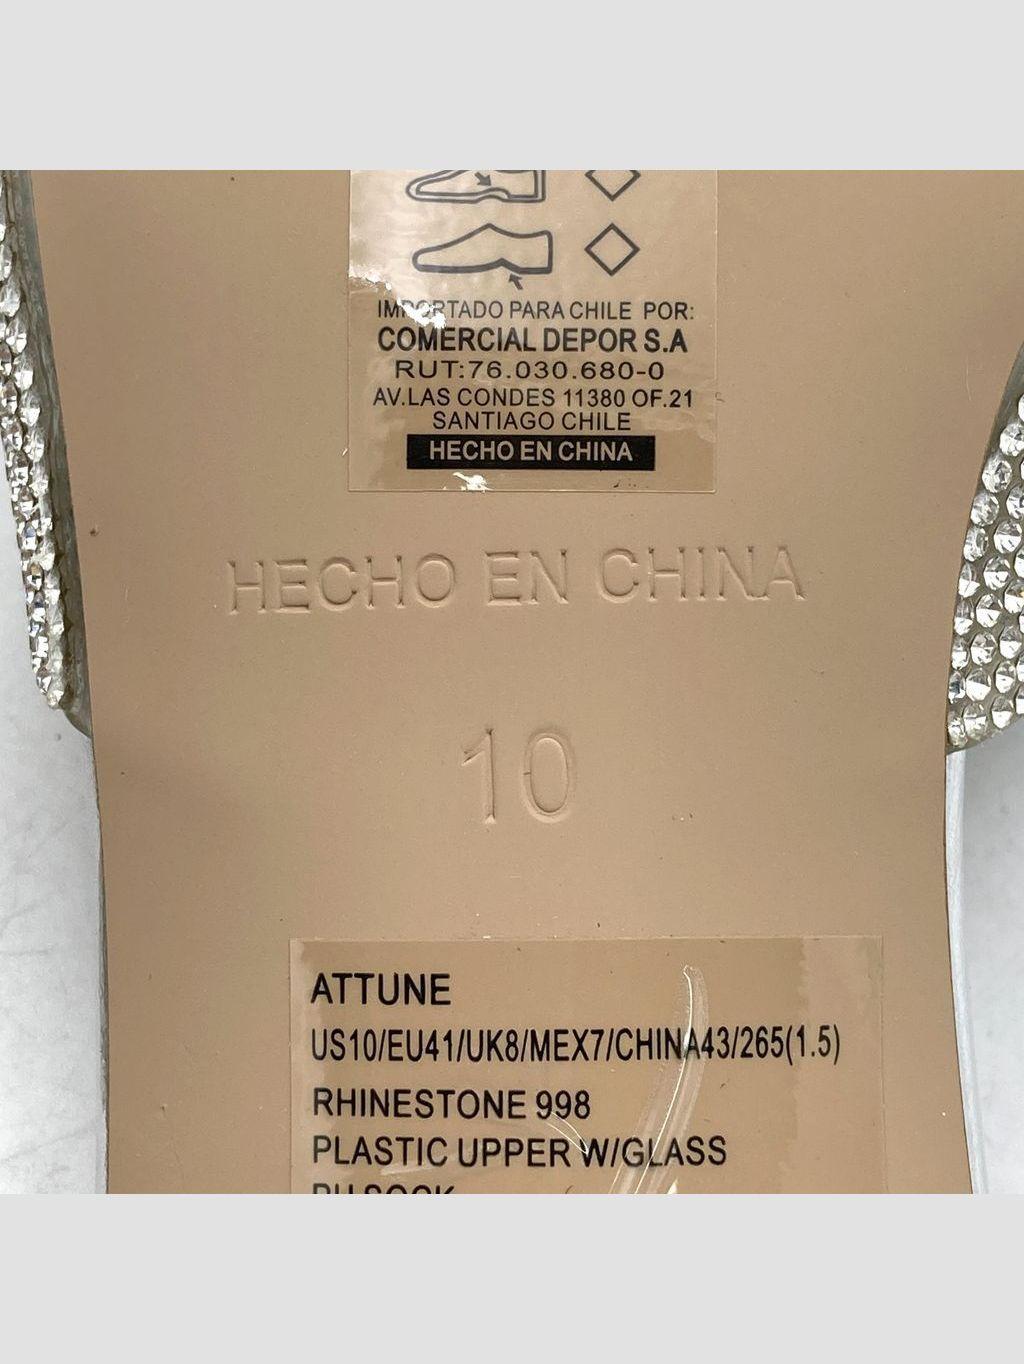 IMPORTADO PARA CHILE POR:
COMERCIAL DEPOR S.A
RUT:76.030.680-0
AV.LAS CONDES 11380 OF.21
SANTIAGO CHILE
HECHO EN CHINA
HECHO EN CHINA
10
ATTUNE
US10/EU41/UK8/MEX7/CHINA43/265(1.5)
RHINESTONE 998
PLASTIC UPPER W/GLASS
PU SOCK